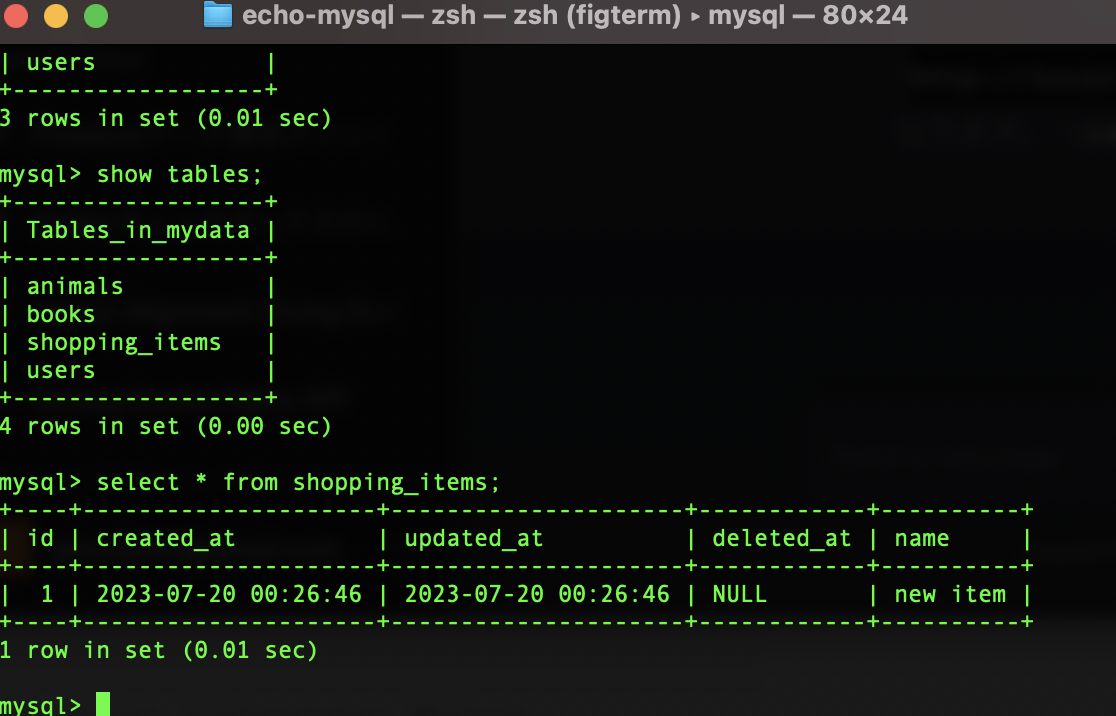 echo-mysql — zsh — zsh (figterm) ▸ mysql — 80×24
| users            |
+------------------+
3 rows in set (0.01 sec)
mysql> show tables;
+------------------+
| Tables_in_mydata |
+------------------+
| animals          |
| books            |
| shopping_items   |
| users            |
+------------------+
4 rows in set (0.00 sec)
mysql> select * from shopping_items;
+----+---------------------+---------------------+------------+----------+
| id | created_at          | updated_at          | deleted_at | name     |
+----+---------------------+---------------------+------------+----------+
|  1 | 2023-07-20 00:26:46 | 2023-07-20 00:26:46 | NULL       | new item |
+----+---------------------+---------------------+------------+----------+
1 row in set (0.01 sec)
mysql>